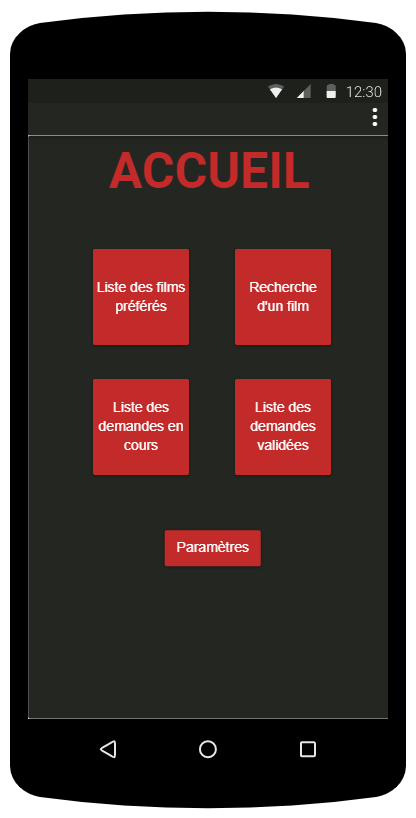 12:30
ACCUEIL
Liste des films
préférés
Recherche
d'un film
Liste des
demandes en
cours
Liste des
demandes
validées
Paramètres